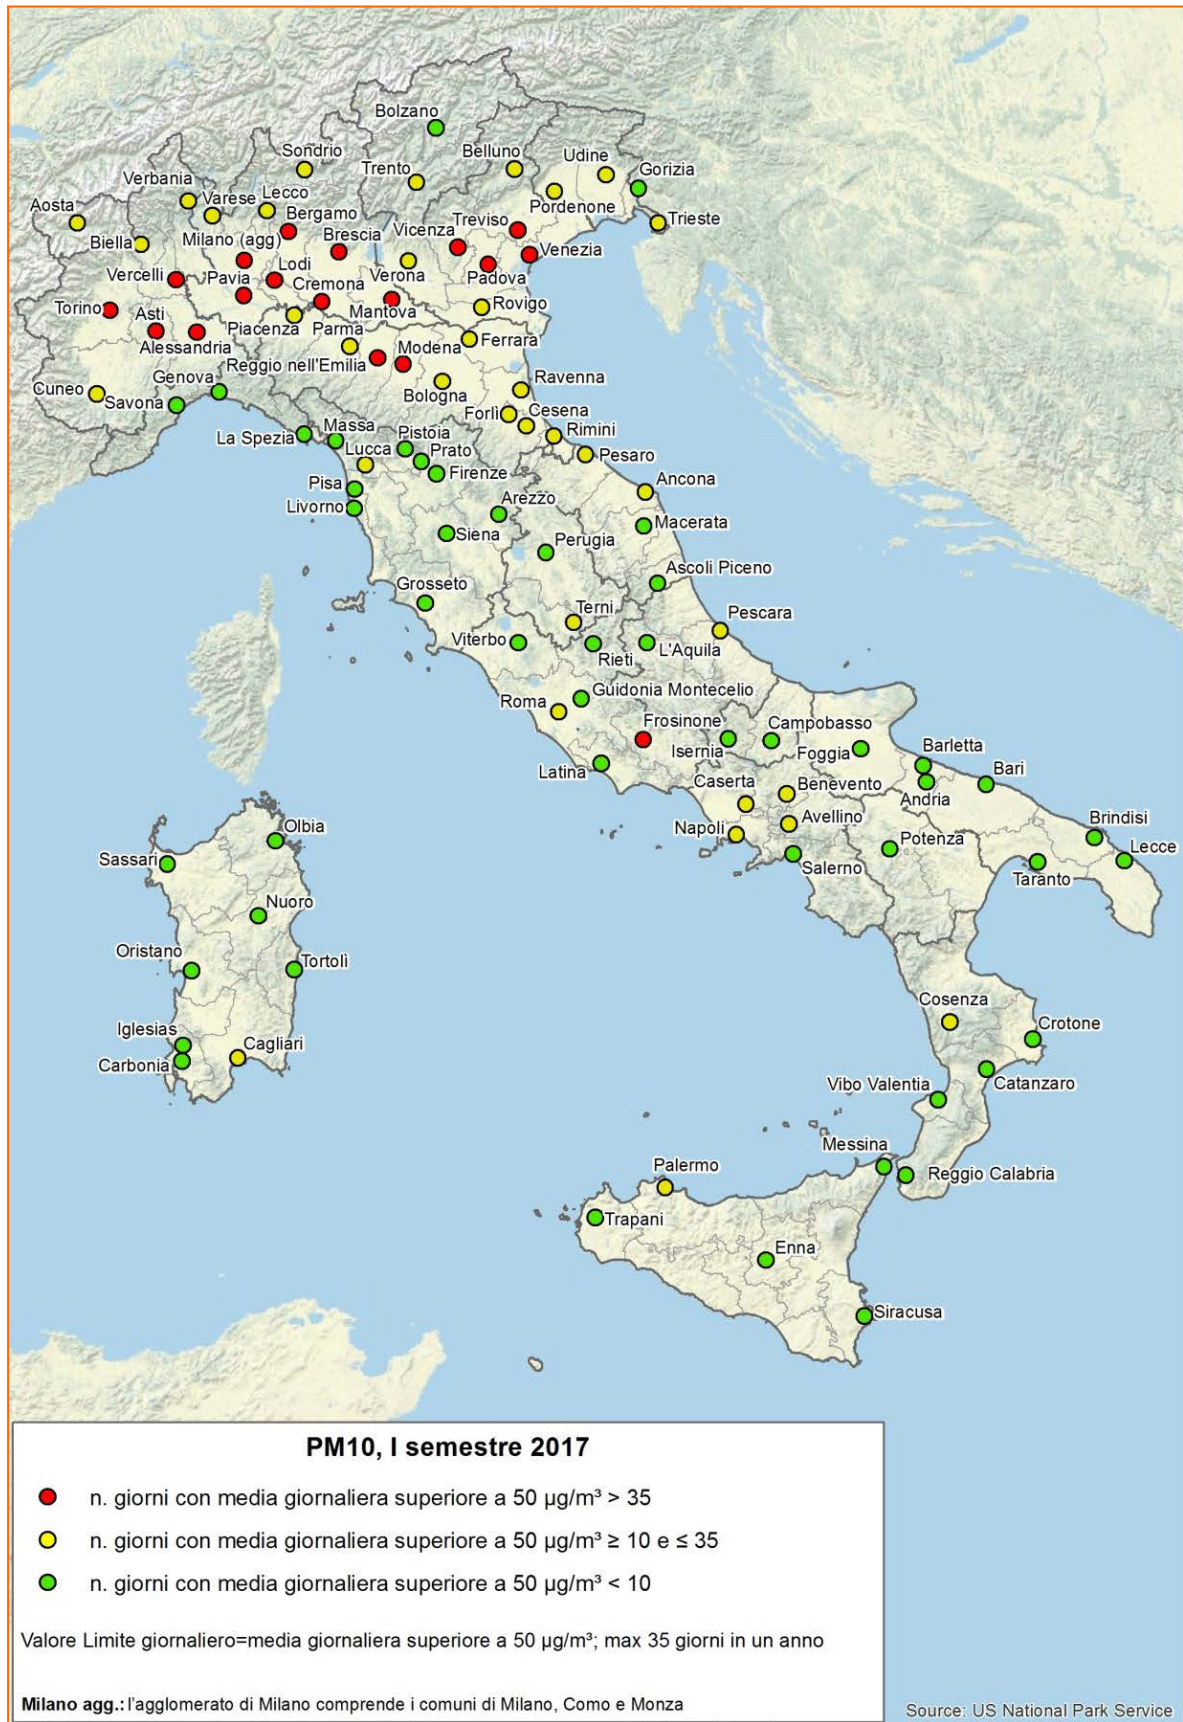 Bolzano
Sondrio
Belluno
Udine
Trento
Gorizia
Verbania
Pordenone
Varese
Lecco
Aosta
Bergamo
Treviso
Trieste
Biella
Milano (agg)
Brescia
Vicenza
Venezia
Vercelli
Pavia
Lodi
Verona
Padova
Cremona
Torino
Asti
Mantova
Rovigo
Piacenza
Parma
Alessandria
Modena
Ferrara
Reggio nell'Emilia
Genova
Cuneo
Bologna
Ravenna
Savona
Forlì
Cesena
La Spezia
Massa
Pistoia
Rimini
Lucca
Prato
Pesaro
Firenze
Pisa
Ancona
Livorno
Arezzo
Macerata
Siena
Perugia
Grosseto
Ascoli Piceno
Terni
Pescara
Viterbo
Rieti
L'Aquila
Guidonia Montecelio
Roma
Frosinone
Campobasso
Isernia
Foggia
Barletta
Latina
Bari
Caserta
Benevento
Andria
Napoli
Avellino
Brindisi
Olbia
Potenza
Lecce
Sassari
Salerno
Taranto
Nuoro
Oristano
Tortolì
Cosenza
Iglesias
Crotone
Cagliari
Carbonia
Catanzaro
Vibo Valentia
Messina
Palermo
Reggio Calabria
Trapani
Enna
Siracusa
PM10, I semestre 2017
n. giorni con media giornaliera superiore a 50 µg/m³ > 35
n. giorni con media giornaliera superiore a 50 µg/m³ ≥ 10 e ≤ 35
n. giorni con media giornaliera superiore a 50 µg/m³ < 10
Valore Limite giornaliero=media giornaliera superiore a 50 µg/m³; max 35 giorni in un anno
Milano agg.: l'agglomerato di Milano comprende i comuni di Milano, Como e Monza
Source: US National Park Service